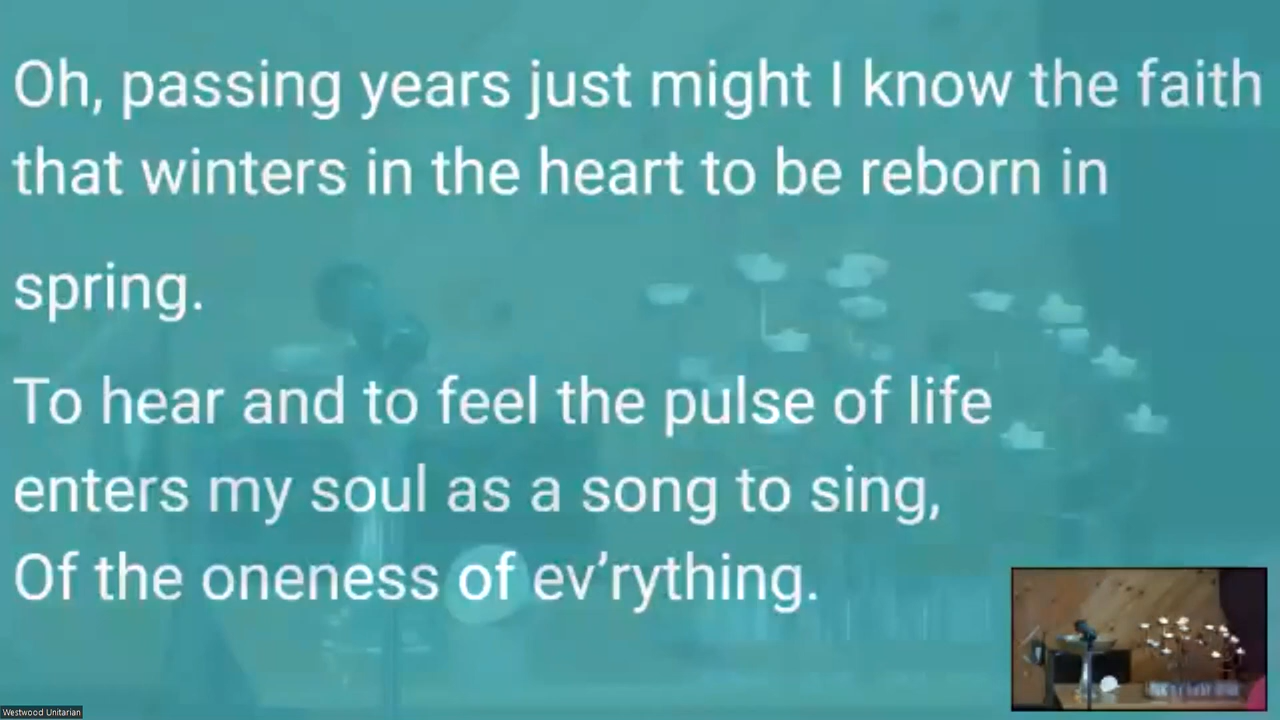 Oh, passing years just might I know the faith
that winters in the heart to be reborn in
spring.
To hear and to feel the pulse of life
enters my soul as a song to sing,
Of the oneness of ev’rything.
Westwood Unitarian